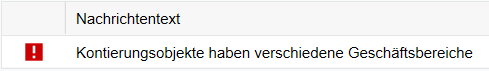 Nachrichtentext
Kontierungsobjekte haben verschiedene Geschäftsbereiche